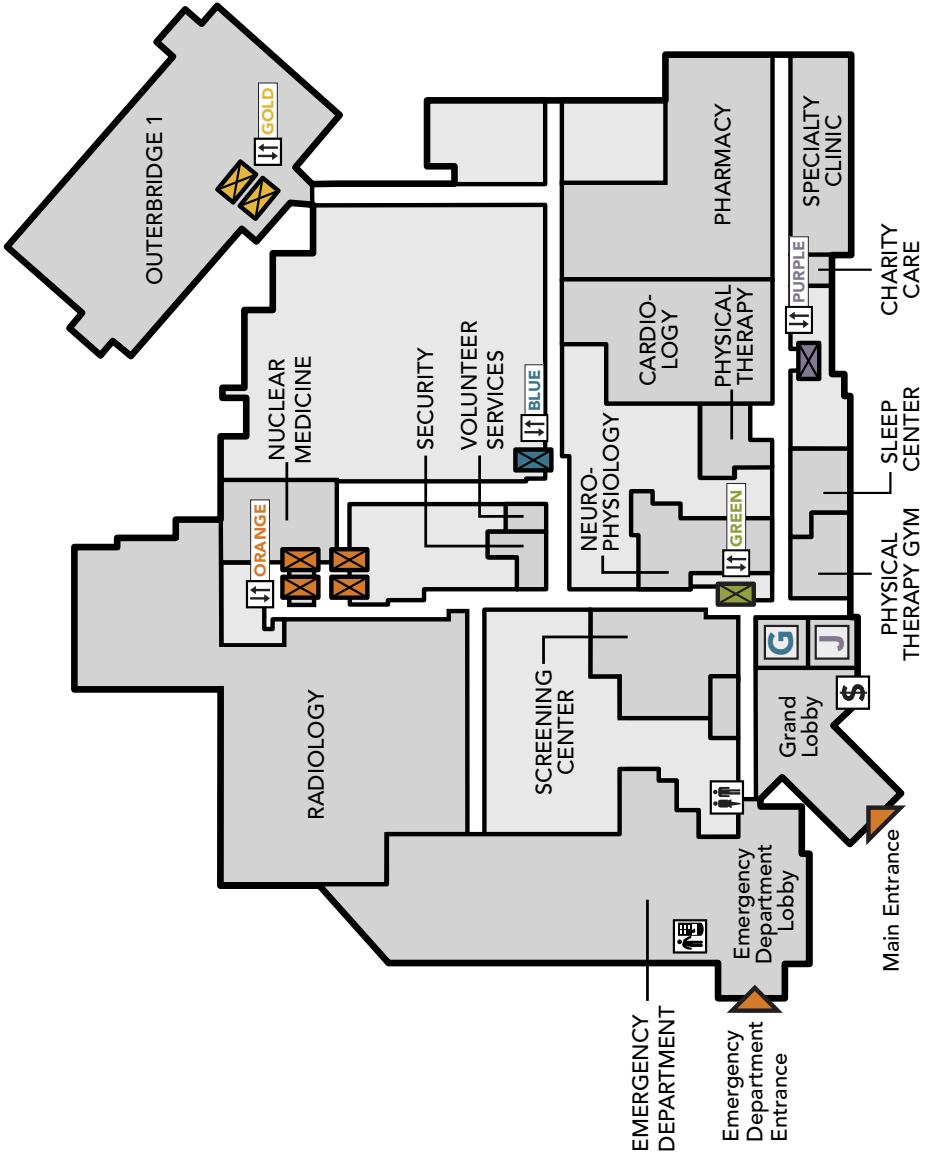 OUTERBRIDGE 1
GOLD
NUCLEAR
MEDICINE
ORANGE
RADIOLOGY
SECURITY
VOLUNTEER
SERVICES
BLUE
SCREENING
CENTER
NEURO-
PHYSIOLOGY
CARDIO-
LOGY
PHYSICAL
THERAPY
PHARMACY
GREEN
EMERGENCY
DEPARTMENT
Emergency
Department
Entrance
Emergency
Department
Lobby
Grand
Lobby
G
J
$
PURPLE
SPECIALTY
CLINIC
Main Entrance
PHYSICAL
THERAPY GYM
SLEEP
CENTER
CHARITY
CARE